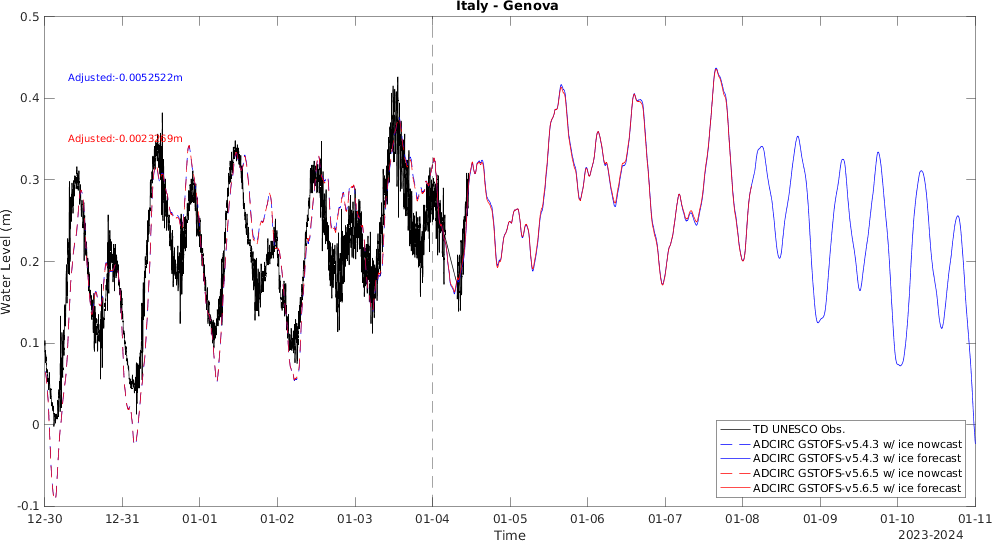 Italy - Genova
Water Level (m)
0.5
0.4
0.3
0.2
0.1
0
-0.1
Adjusted:-0.0052522m
12-30
12-31
01-01
01-02
01-03
01-04
01-05
01-06
01-07
01-08
01-09
01-10
01-11
Time
2023-2024
TD UNESCO Obs.
ADCIRC GSTOFS-v5.4.3 w/ ice nowcast
ADCIRC GSTOFS-v5.4.3 w/ ice forecast
ADCIRC GSTOFS-v5.6.5 w/ ice nowcast
ADCIRC GSTOFS-v5.6.5 w/ ice forecast